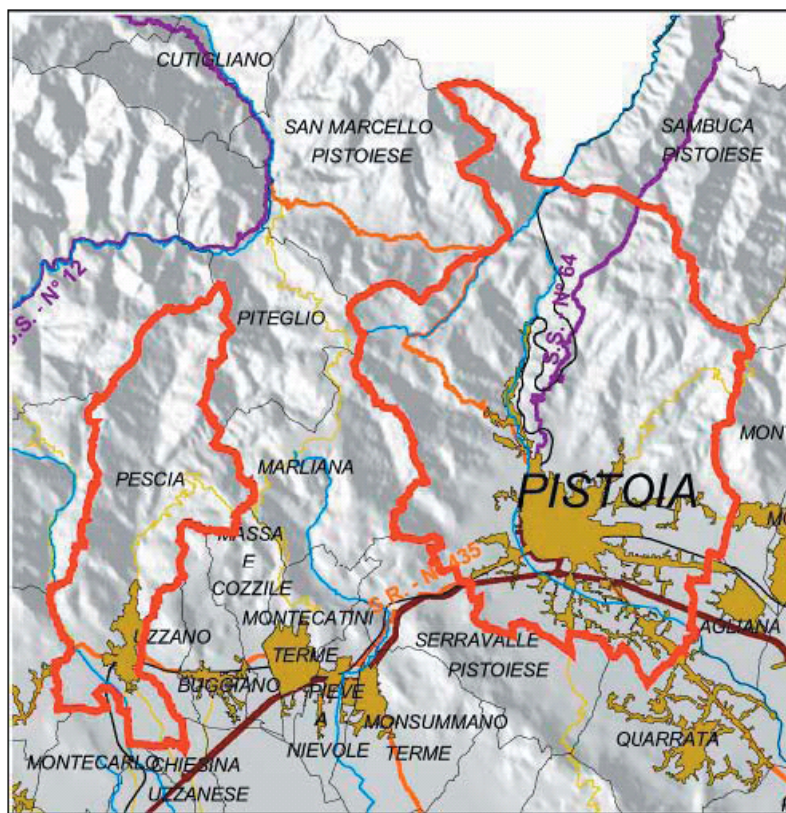 CUTIGLIANO
SAN MARCELLO
PISTOIESE
SAMBUCA
PISTOIESE
S.S. - N° 12
S.S. N° 64
PITEGLIO
PESCIA
MARLIANA
PISTOIA
MONT
MASSA
E
COZZILE
S.R. - N° 435
MONTECATINI
TERME
UZZANO
BUGGIANO
PIEVE
A
NIEVOLE
SERRAVALLE
PISTOIESE
AGLIANA
MONSUMMANO
TERME
QUARRATA
MONTECARLO
CHIESINA
UZZANESE